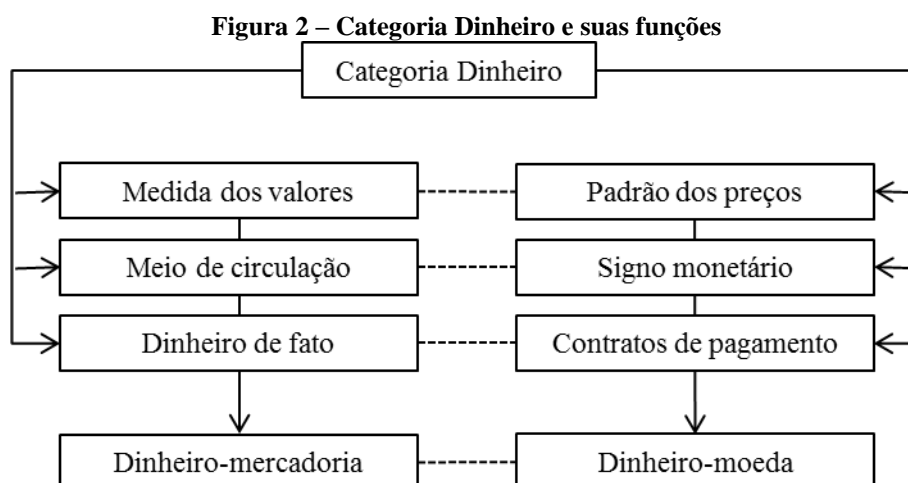 Figura 2 – Categoria Dinheiro e suas funções
Categoria Dinheiro
Medida dos valores
Padrão dos preços
Meio de circulação
Signo monetário
Dinheiro de fato
Contratos de pagamento
Dinheiro-mercadoria
Dinheiro-moeda